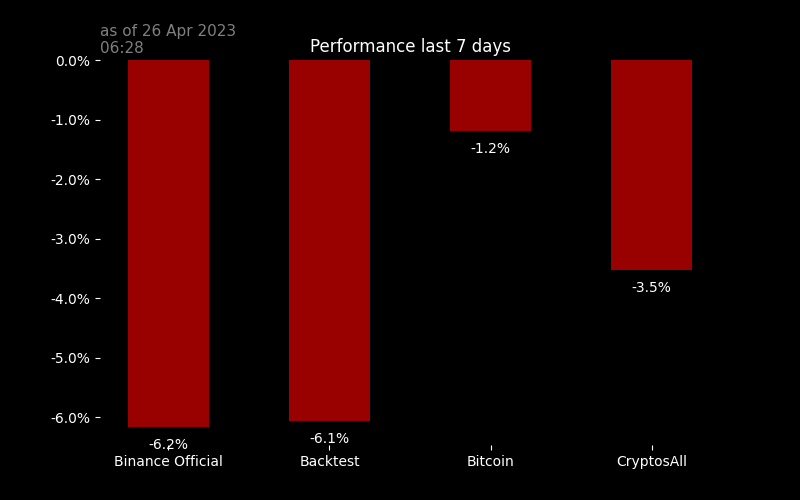 as of 26 Apr 2023
06:28
Performance last 7 days
0.0%
-1.0%
-2.0%
-3.0%
-4.0%
-5.0%
-6.0%
-6.2%
-6.1%
-1.2%
-3.5%
Binance Official
Backtest
Bitcoin
CryptosAll